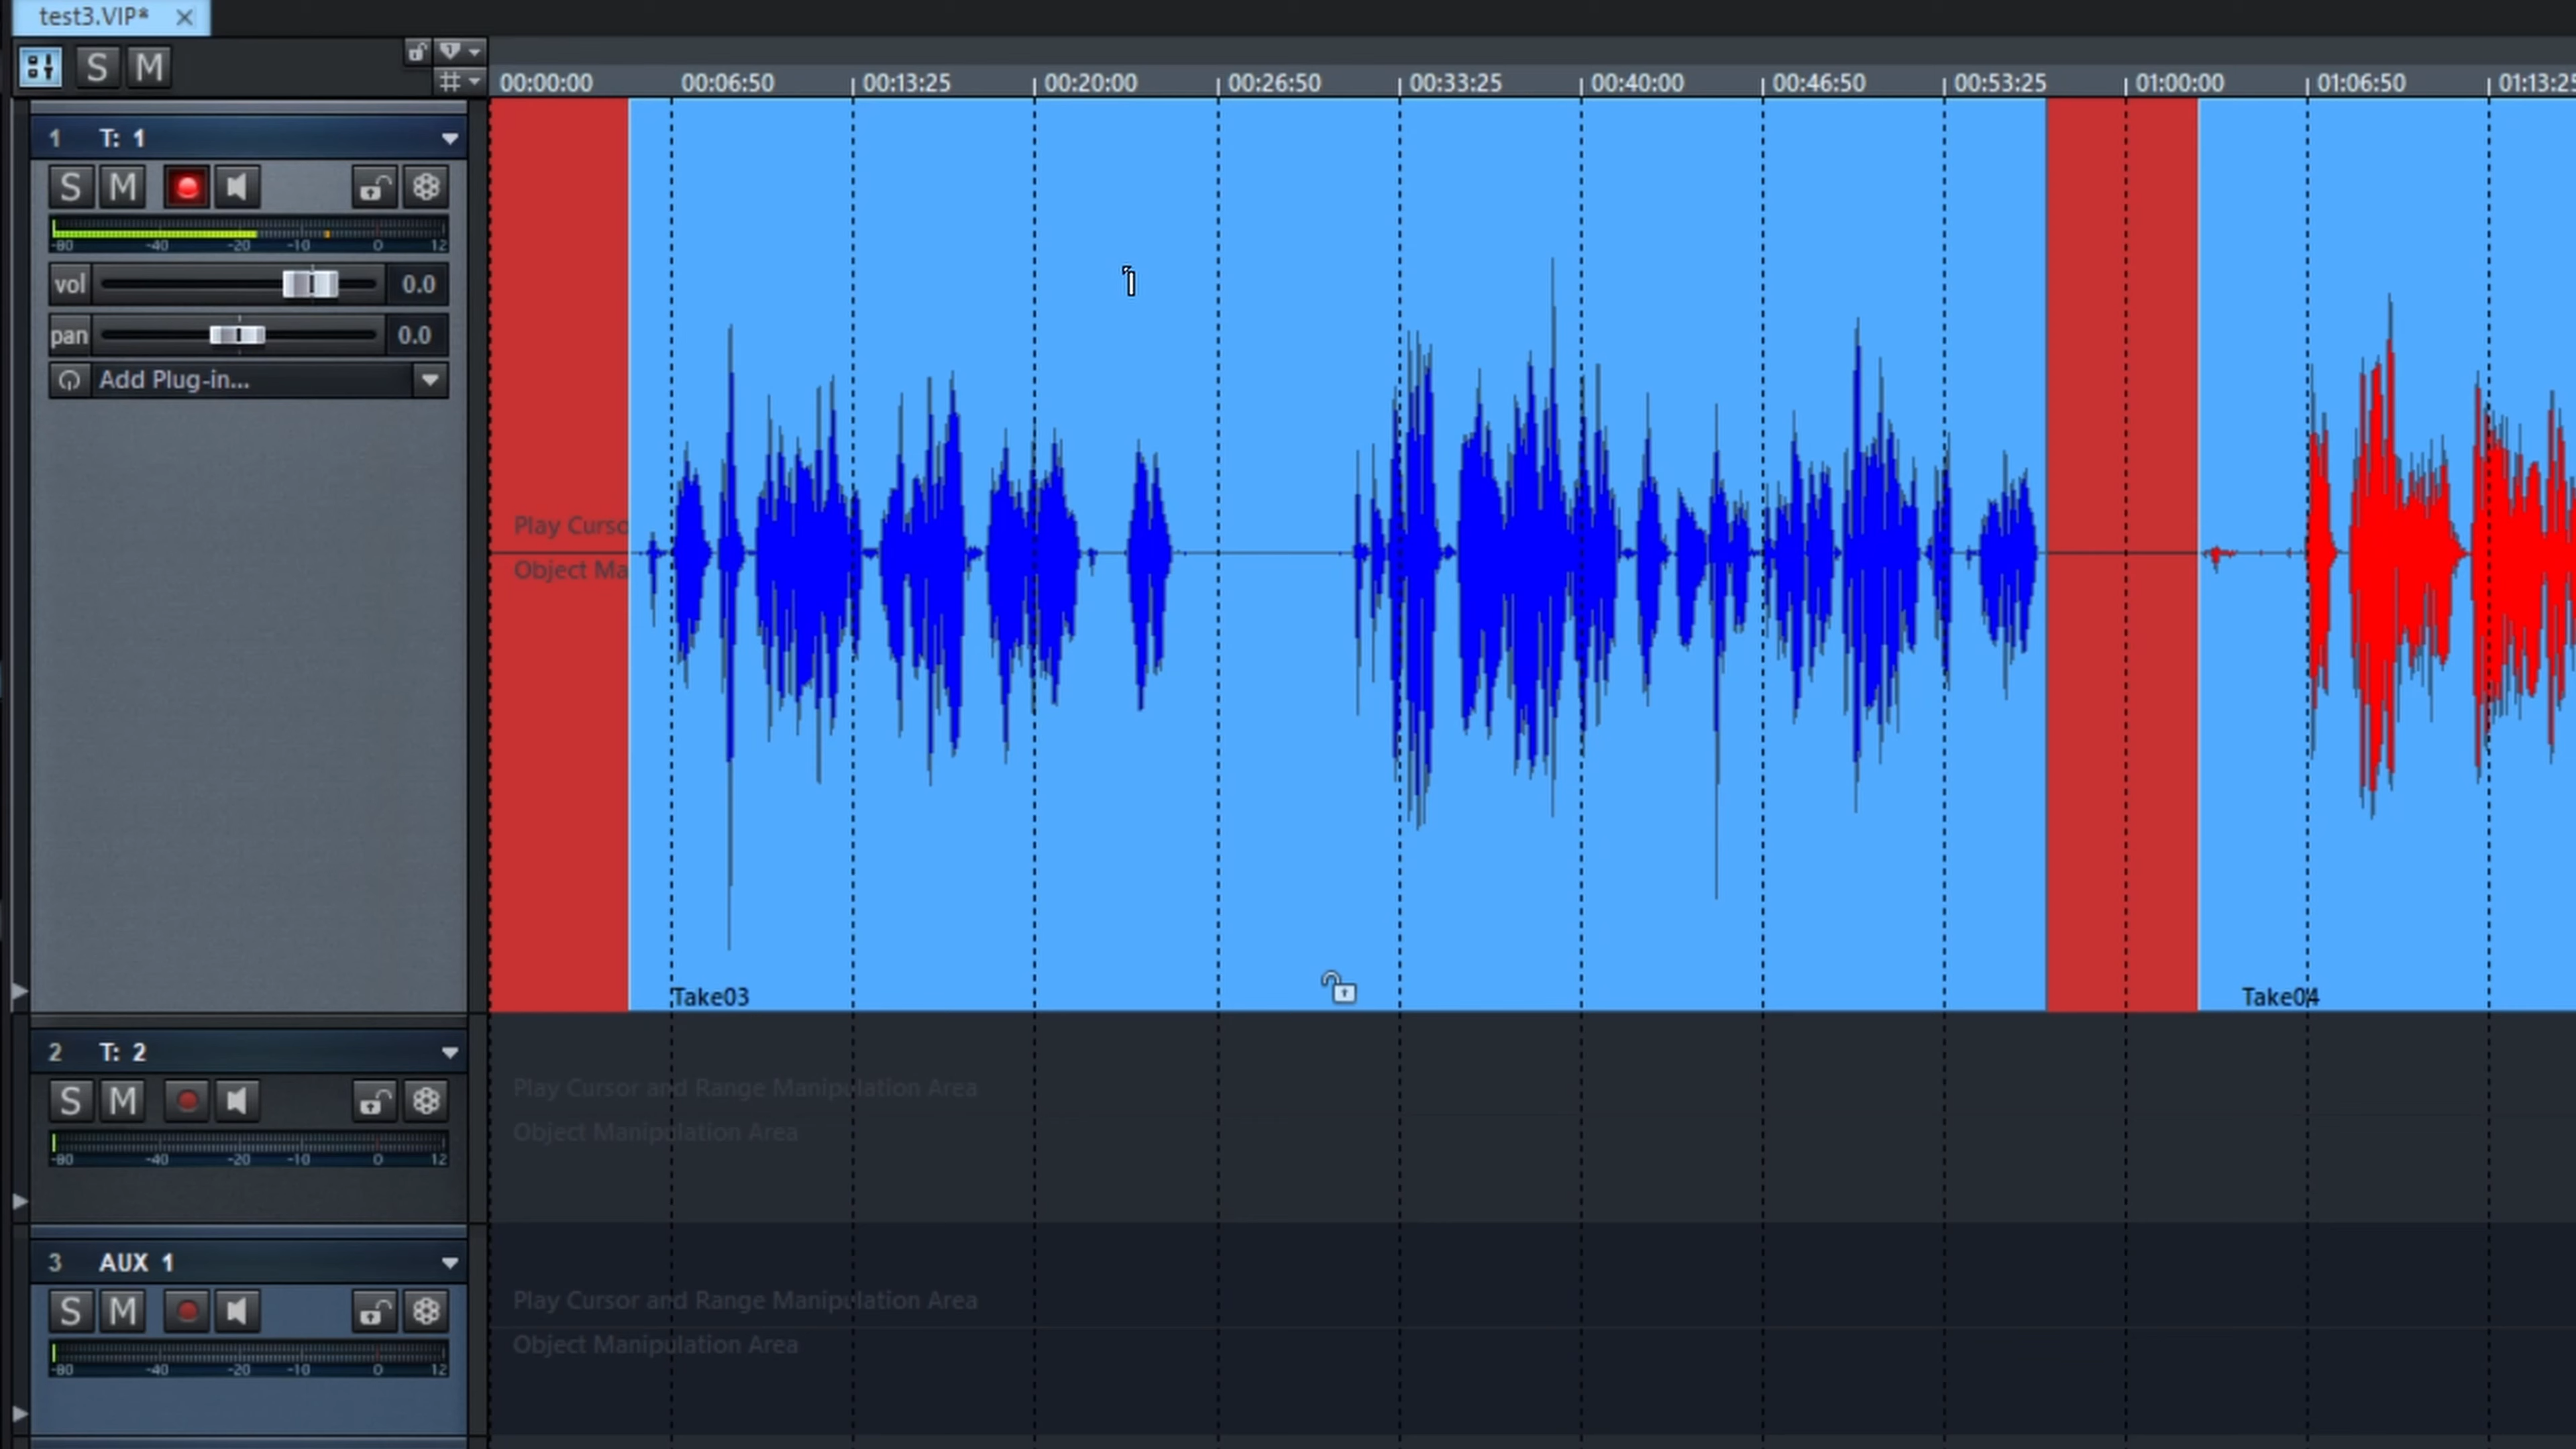 test3.VIP*
S M
00:00:00 00:06:50 00:13:25 00:20:00 00:26:50 00:33:25 00:40:00 00:46:50 00:53:25 01:00:00 01:06:50 01:13:25
1 T: 1
S M
-80 -40 -20 -10 0 12
vol 0.0
pan 0.0
Add Plug-in...
Play Curso
Object Ma
Take03
Take04
2 T: 2
S M
-80 -40 -20 -10 0 12
Play Cursor and Range Manipulation Area
Object Manipulation Area
3 AUX 1
S M
-80 -40 -20 -10 0 12
Play Cursor and Range Manipulation Area
Object Manipulation Area